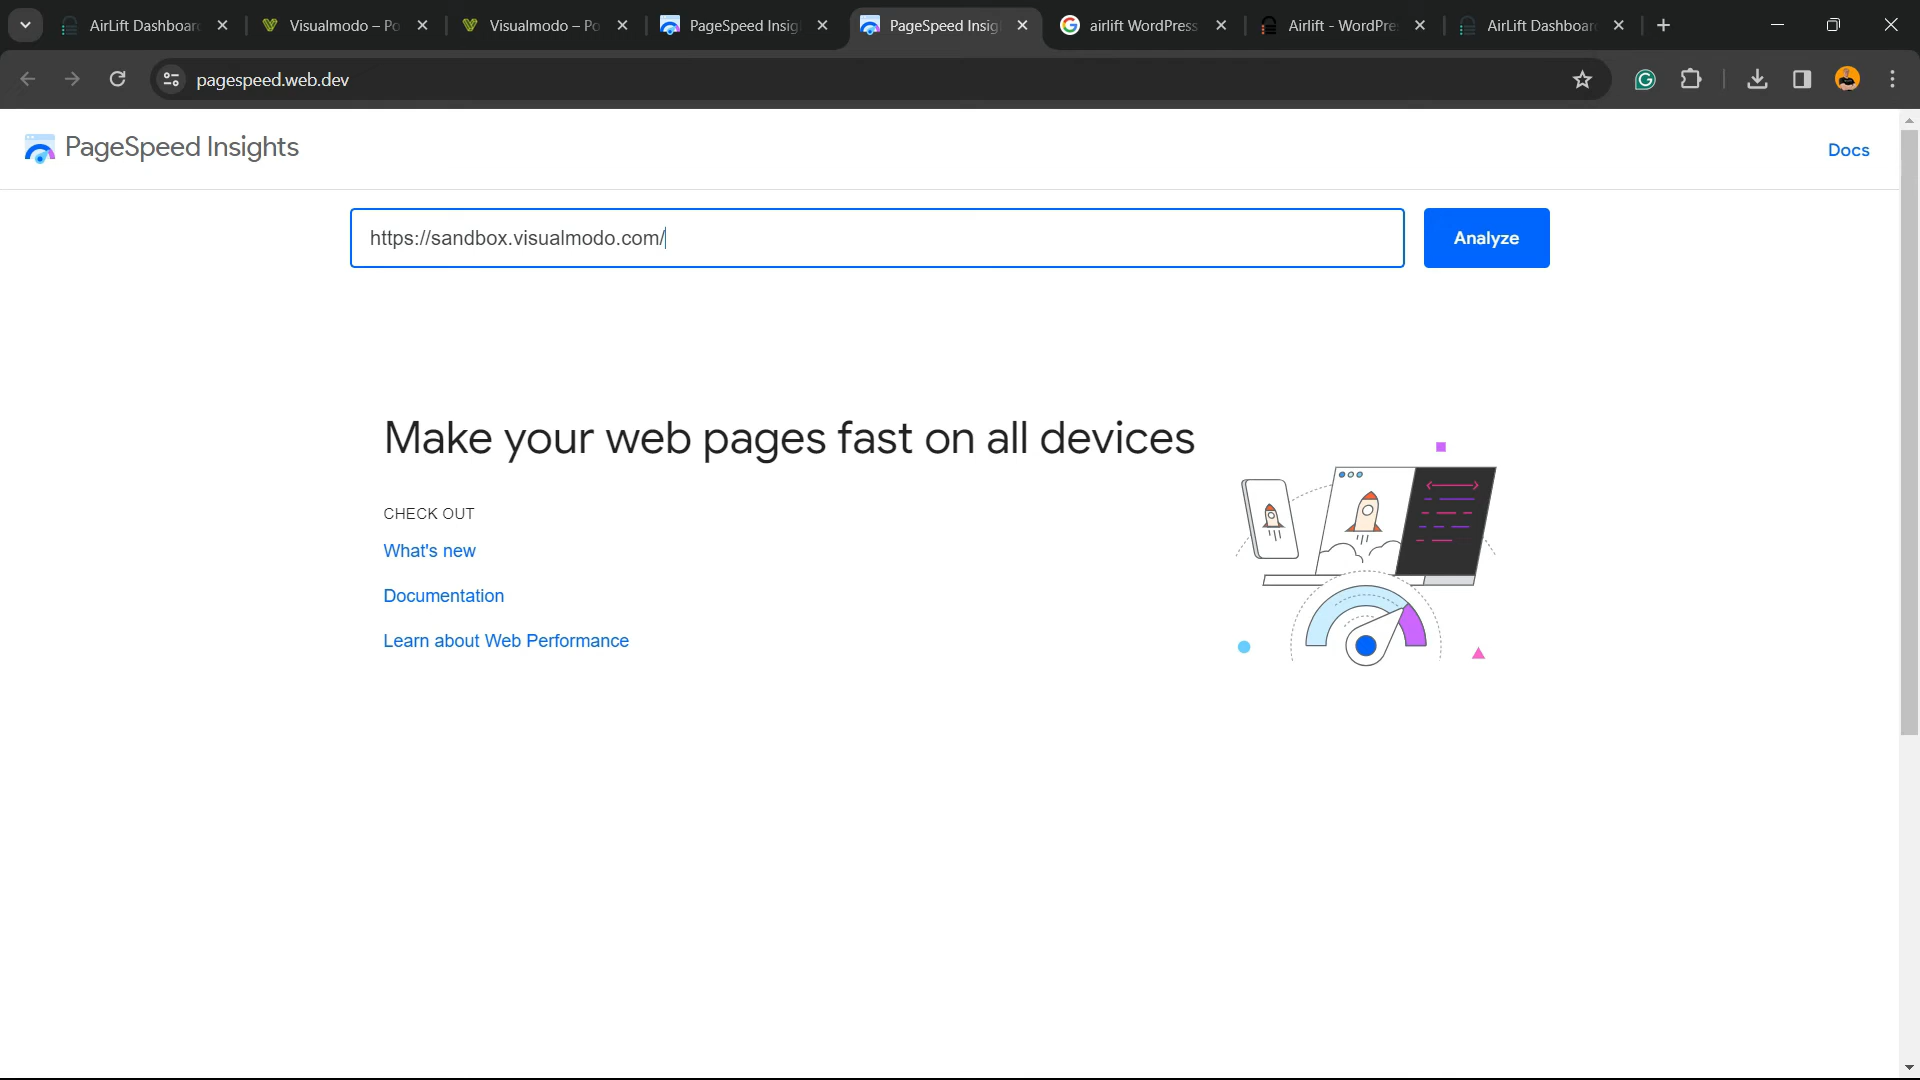 AirLift Dashboar
Visualmodo – Po
Visualmodo – Po
PageSpeed Insig
PageSpeed Insig
airlift WordPress
Airlift - WordPre
AirLift Dashboar
pagespeed.web.dev
PageSpeed Insights
Docs
https://sandbox.visualmodo.com/
Analyze
Make your web pages fast on all devices
CHECK OUT
What's new
Documentation
Learn about Web Performance